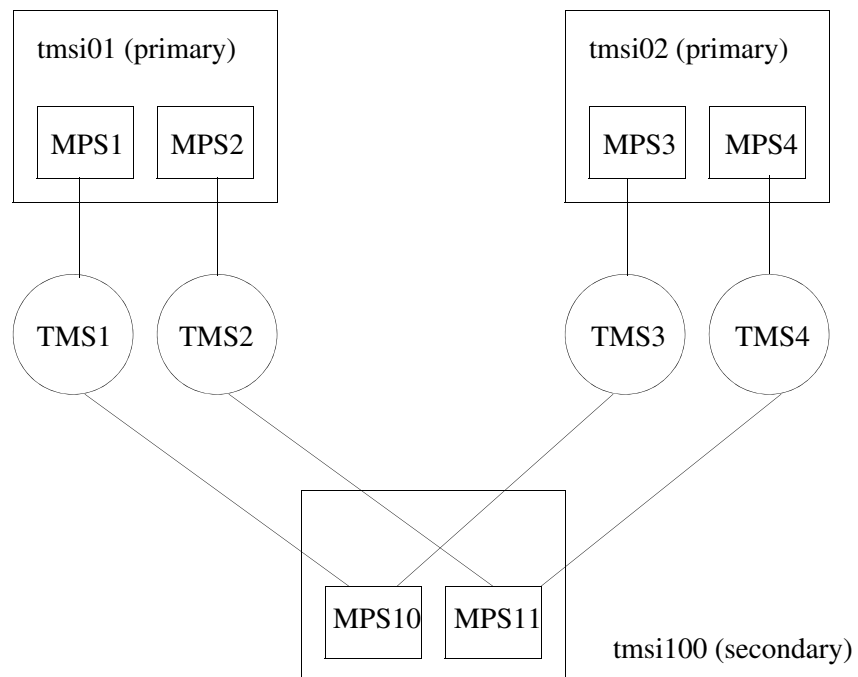 tmsi01 (primary)
tmsi02 (primary)
MPS1
MPS2
MPS3
MPS4
TMS1
TMS2
TMS3
TMS4
MPS10
MPS11
tmsi100 (secondary)